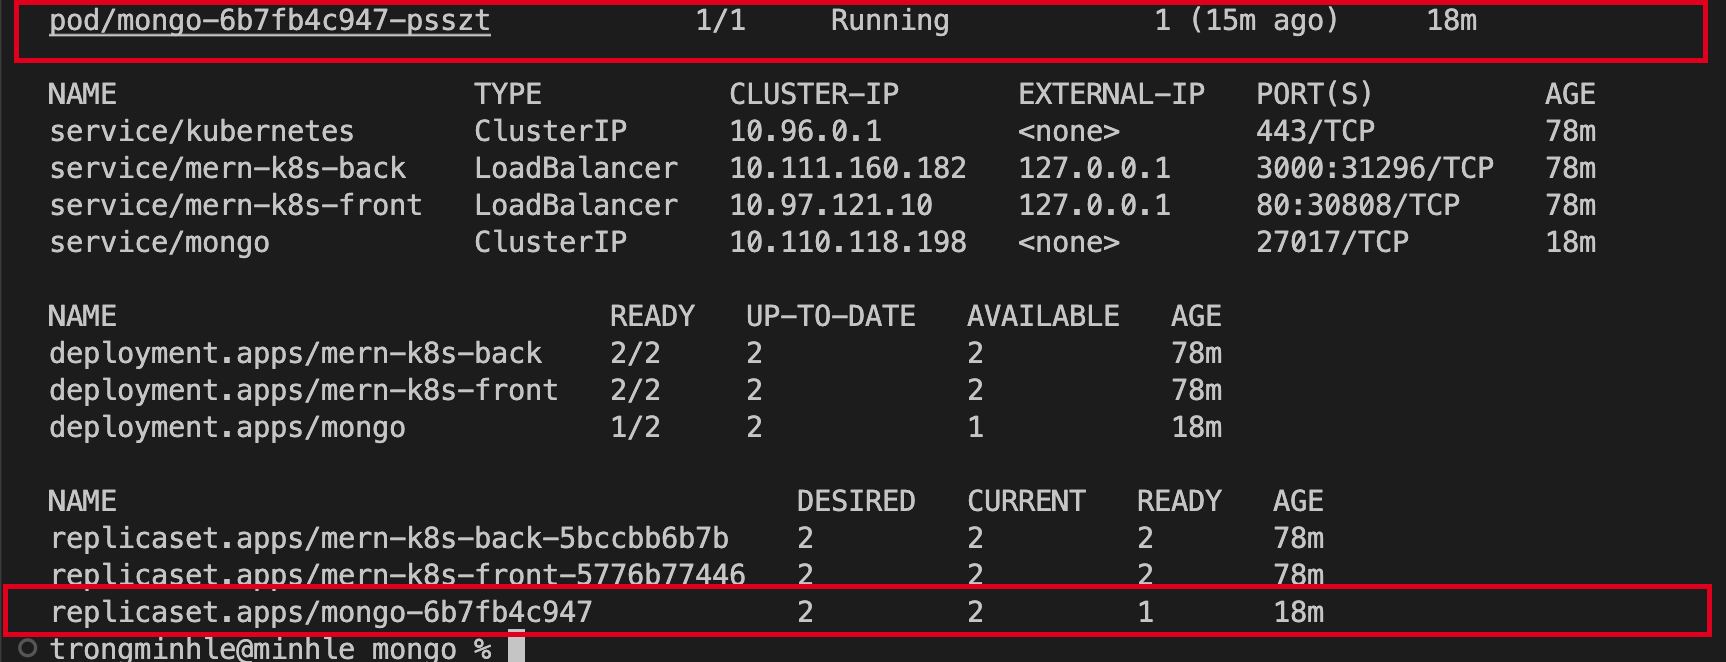 pod/mongo-6b7fb4c947-psszt 1/1 Running 1 (15m ago) 18m
NAME TYPE CLUSTER-IP EXTERNAL-IP PORT(S) AGE
service/kubernetes ClusterIP 10.96.0.1 <none> 443/TCP 78m
service/mern-k8s-back LoadBalancer 10.111.160.182 127.0.0.1 3000:31296/TCP 78m
service/mern-k8s-front LoadBalancer 10.97.121.10 127.0.0.1 80:30808/TCP 78m
service/mongo ClusterIP 10.110.118.198 <none> 27017/TCP 18m
NAME READY UP-TO-DATE AVAILABLE AGE
deployment.apps/mern-k8s-back 2/2 2 2 78m
deployment.apps/mern-k8s-front 2/2 2 2 78m
deployment.apps/mongo 1/2 2 1 18m
NAME DESIRED CURRENT READY AGE
replicaset.apps/mern-k8s-back-5bccbb6b7b 2 2 2 78m
replicaset.apps/mern-k8s-front-5776b77446 2 2 2 78m
replicaset.apps/mongo-6b7fb4c947 2 2 1 18m
trongminhle@minhle mongo %